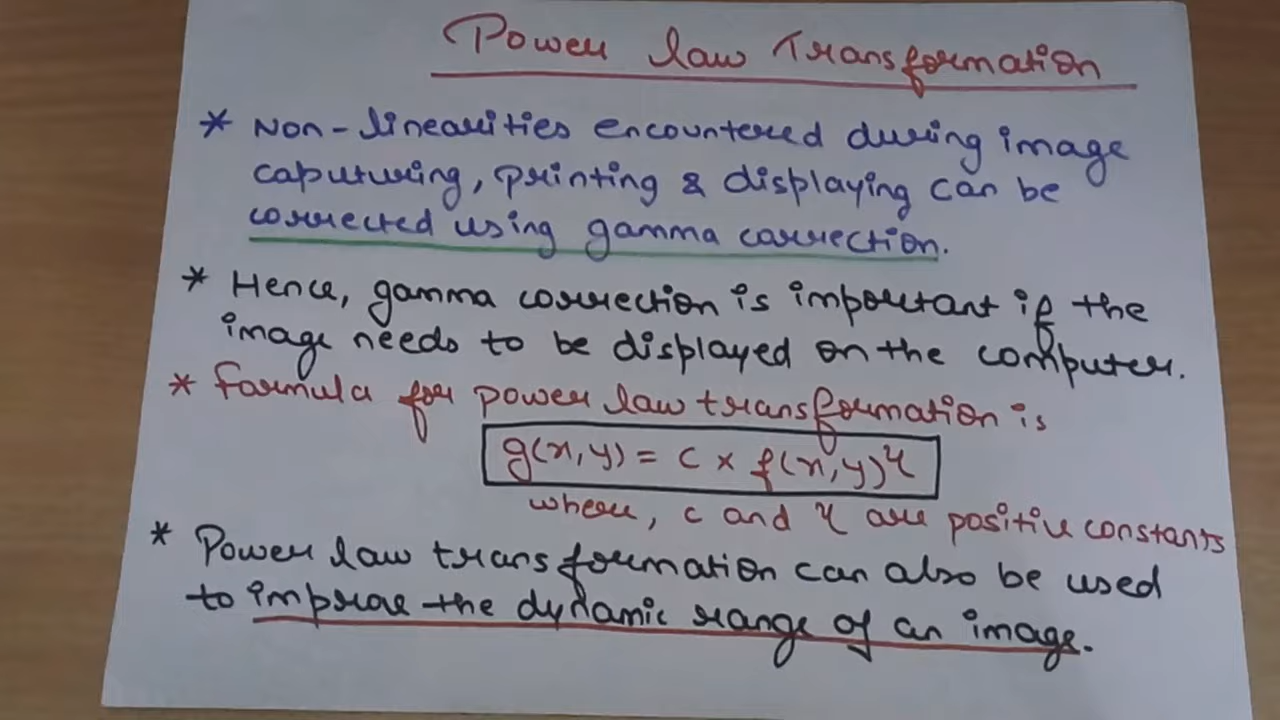 Power law Transformation
* Non-linearities encountered during image
caputuring, printing & displaying can be
corrected using gamma correction.
* Hence, gamma correction is important if the
image needs to be displayed on the computer.
* Formula for power law transformation is
g(x,y) = c × f(x,y)^γ
where, c and γ are positive constants
* Power law transformation can also be used
to improve the dynamic range of an image.